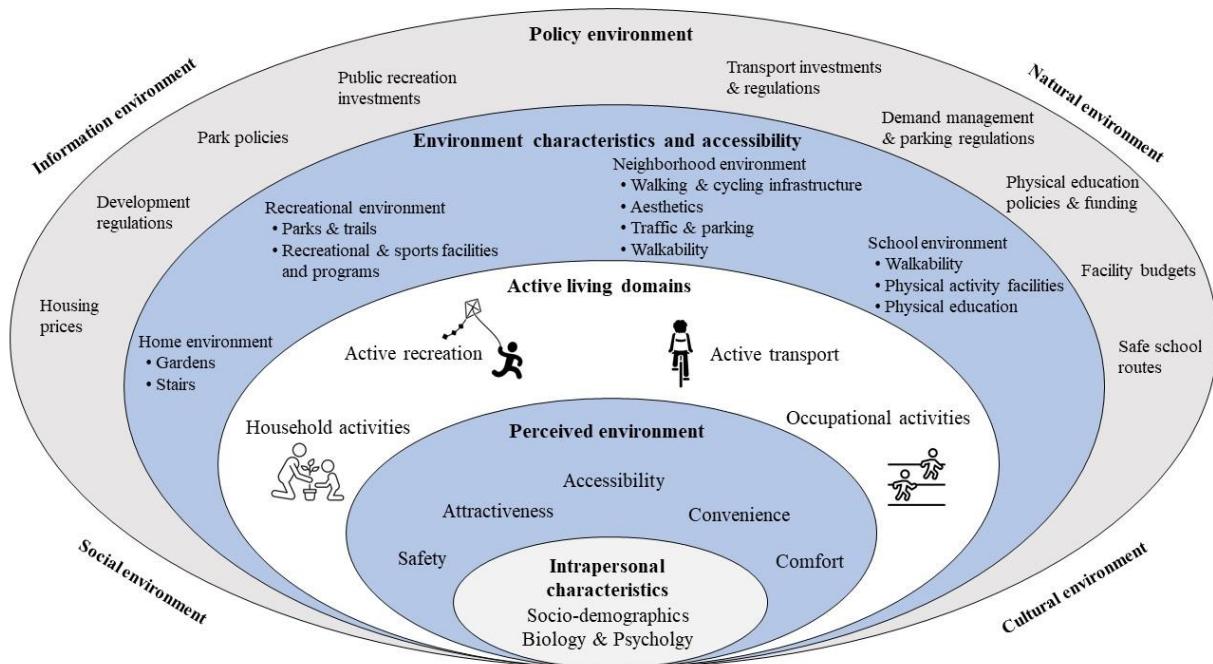 Policy environment
Information environment
Natural environment
Public recreation
investments
Transport investments
& regulations
Park policies
Demand management
& parking regulations
Development
regulations
Physical education
policies & funding
Housing
prices
Facility budgets
Safe school
routes
Environment characteristics and accessibility
Neighborhood environment
• Walking & cycling infrastructure
• Aesthetics
• Traffic & parking
• Walkability
Recreational environment
• Parks & trails
• Recreational & sports facilities
and programs
School environment
• Walkability
• Physical activity facilities
• Physical education
Home environment
• Gardens
• Stairs
Active living domains
Active recreation
Active transport
Household activities
Occupational activities
Perceived environment
Accessibility
Attractiveness
Convenience
Safety
Comfort
Intrapersonal
characteristics
Socio-demographics
Biology & Psycholgy
Social environment
Cultural environment